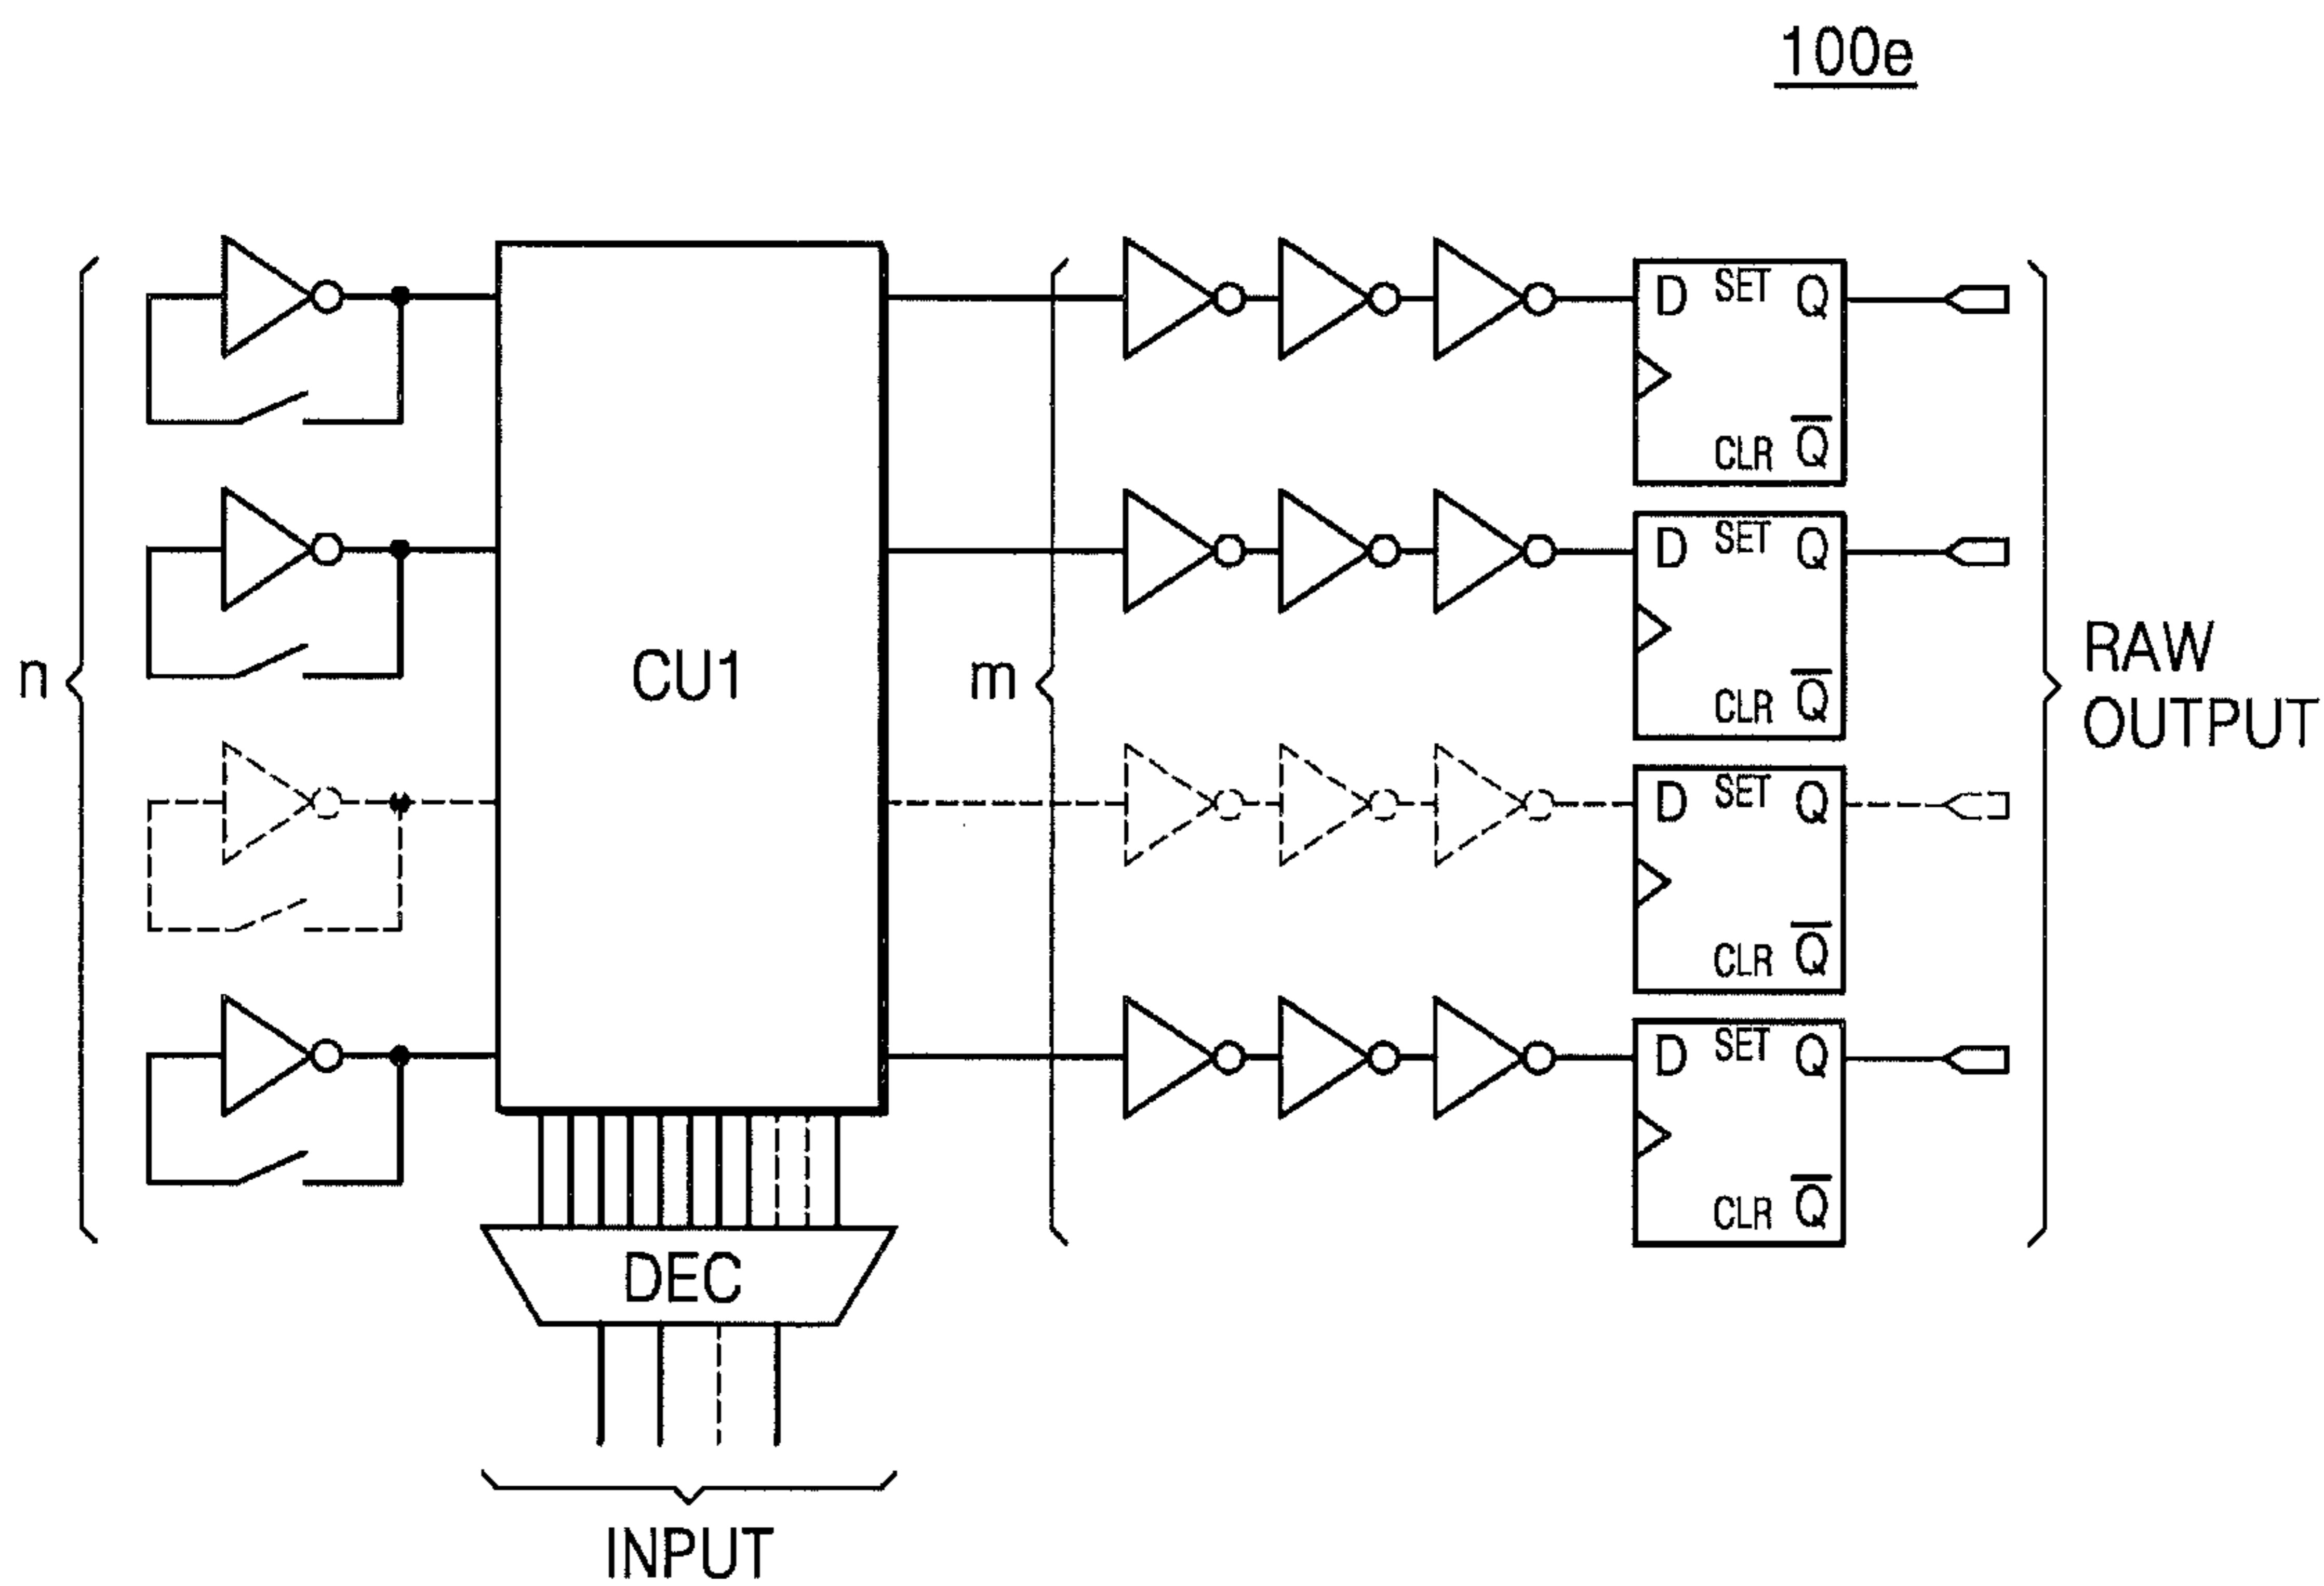 100e
n
CU1
m
D SET Q
CLR Q̅
D SET Q
CLR Q̅
D SET Q
CLR Q̅
D SET Q
CLR Q̅
RAW
OUTPUT
DEC
INPUT